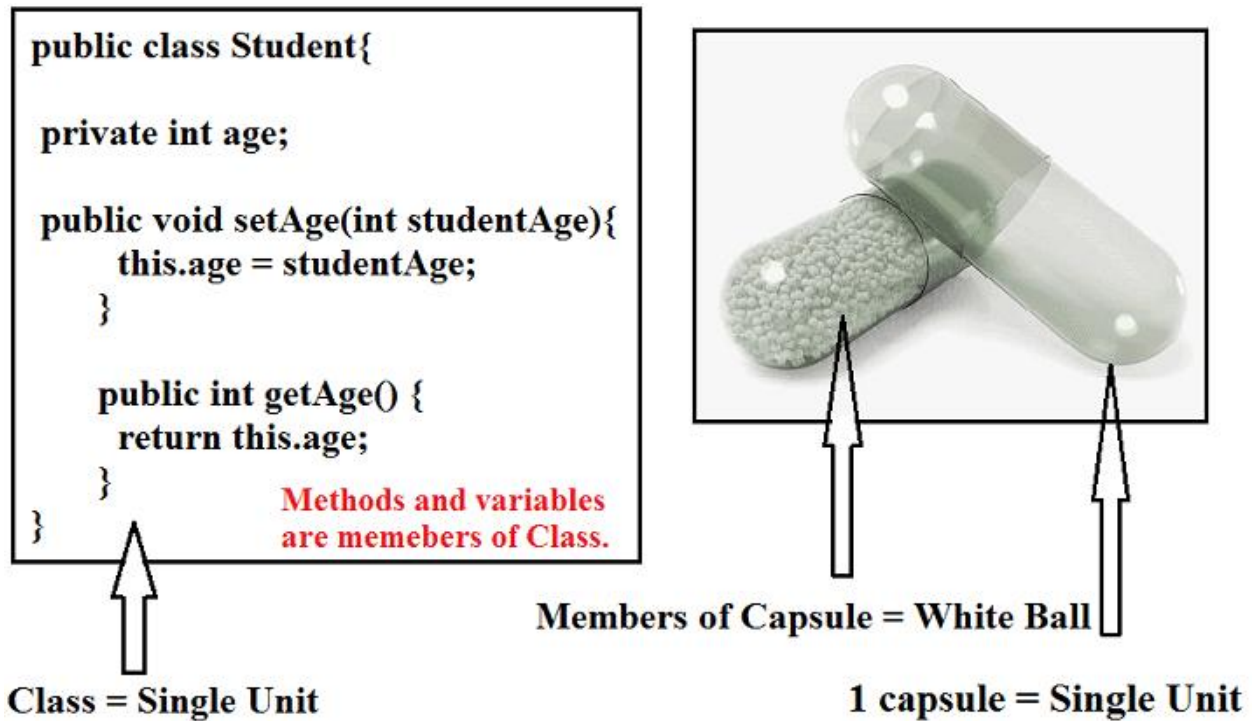 public class Student{
private int age;
public void setAge(int studentAge){
this.age = studentAge;
}
public int getAge() {
return this.age;
}
}
Methods and variables
are memebers of Class.
Class = Single Unit
Members of Capsule = White Ball
1 capsule = Single Unit